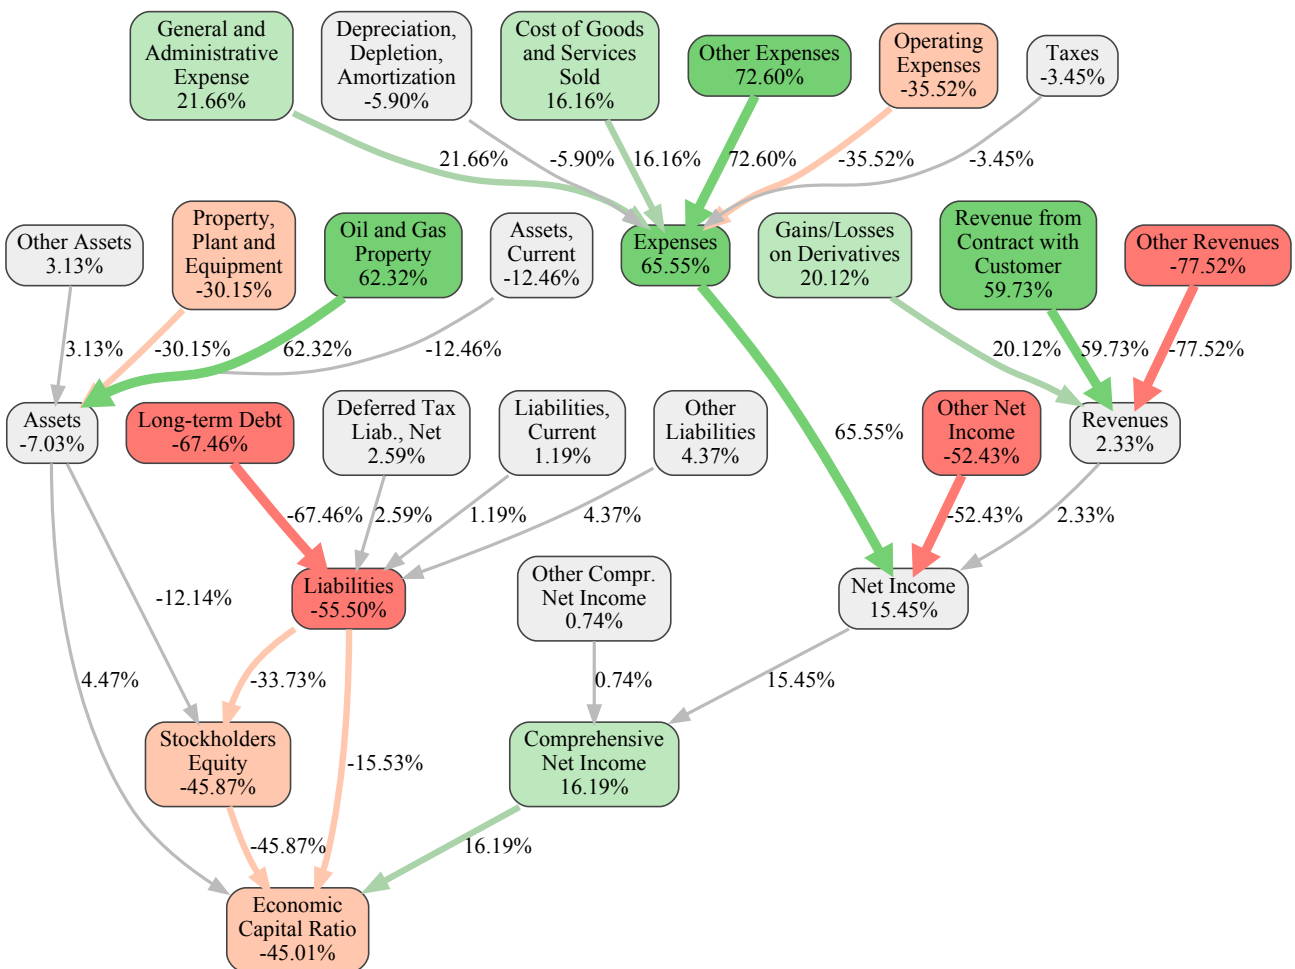 General and
Administrative
Expense
21.66%
Depreciation,
Depletion,
Amortization
-5.90%
Cost of Goods
and Services
Sold
16.16%
Other Expenses
72.60%
Operating
Expenses
-35.52%
Taxes
-3.45%
21.66%
-5.90%
16.16%
72.60%
-35.52%
-3.45%
Other Assets
3.13%
Property,
Plant and
Equipment
-30.15%
Oil and Gas
Property
62.32%
Assets,
Current
-12.46%
Expenses
65.55%
Gains/Losses
on Derivatives
20.12%
Revenue from
Contract with
Customer
59.73%
Other Revenues
-77.52%
3.13%
-30.15%
62.32%
-12.46%
20.12%
59.73%
-77.52%
Assets
-7.03%
Long-term Debt
-67.46%
Deferred Tax
Liab., Net
2.59%
Liabilities,
Current
1.19%
Other
Liabilities
4.37%
65.55%
Other Net
Income
-52.43%
Revenues
2.33%
-67.46%
2.59%
1.19%
4.37%
-52.43%
2.33%
Liabilities
-55.50%
Other Compr.
Net Income
0.74%
Net Income
15.45%
-12.14%
4.47%
-33.73%
0.74%
15.45%
Stockholders
Equity
-45.87%
-15.53%
Comprehensive
Net Income
16.19%
-45.87%
16.19%
Economic
Capital Ratio
-45.01%